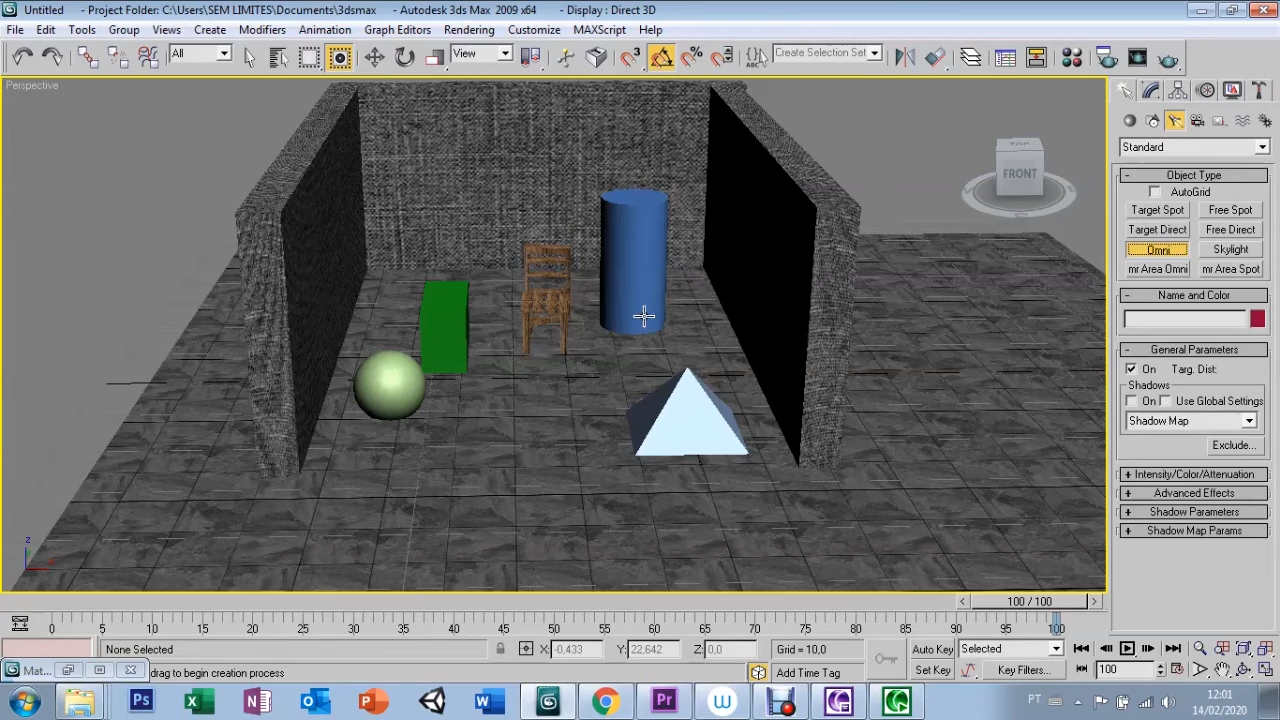 Untitled - Project Folder: C:\Users\SEM LIMITES\Documents\3dsmax - Autodesk 3ds Max 2009 x64 - Display : Direct 3D
File Edit Tools Group Views Create Modifiers Animation Graph Editors Rendering Customize MAXScript Help
All View Create Selection Set
Perspective
TOP
FRONT
Standard
- Object Type
AutoGrid
Target Spot Free Spot
Target Direct Free Direct
Omni Skylight
mr Area Omni mr Area Spot
- Name and Color
- General Parameters
On Targ. Dist:
Shadows
On Use Global Settings
Shadow Map
Exclude...
+ Intensity/Color/Attenuation
+ Advanced Effects
+ Shadow Parameters
+ Shadow Map Params
z
< 100 / 100 >
0 5 10 15 20 25 30 35 40 45 50 55 60 65 70 75 80 85 90 95 100
None Selected X: -0,433 Y: 22,642 Z: 0,0 Grid = 10,0 Auto Key Selected
Mat... drag to begin creation process Add Time Tag Set Key Key Filters... 100
Ps W Pr W
PT 12:01
14/02/2020